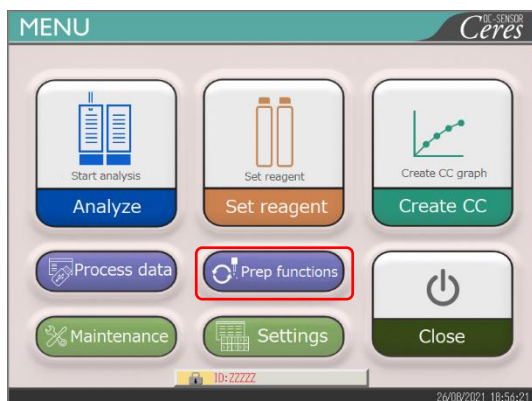 MENU
OC-SENSOR
Ceres
Start analysis
Analyze
Set reagent
Set reagent
Create CC graph
Create CC
Process data
Prep functions
Maintenance
Settings
Close
ID:ZZZZZ
26/08/2021 18:56:21